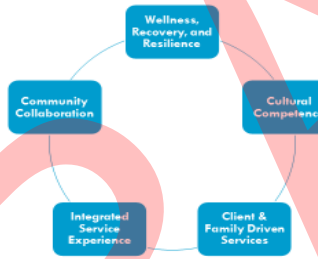 Wellness,
Recovery, and
Resilience
Community
Collaboration
Cultural
Competenc
Integrated
Service
Experience
Client &
Family Driven
Services